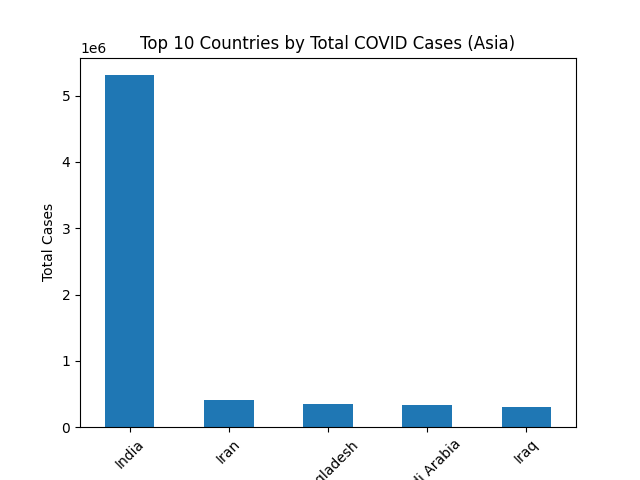 Top 10 Countries by Total COVID Cases (Asia)
1e6
5
4
3
2
1
0
Total Cases
India
Iran
gladesh
di Arabia
Iraq